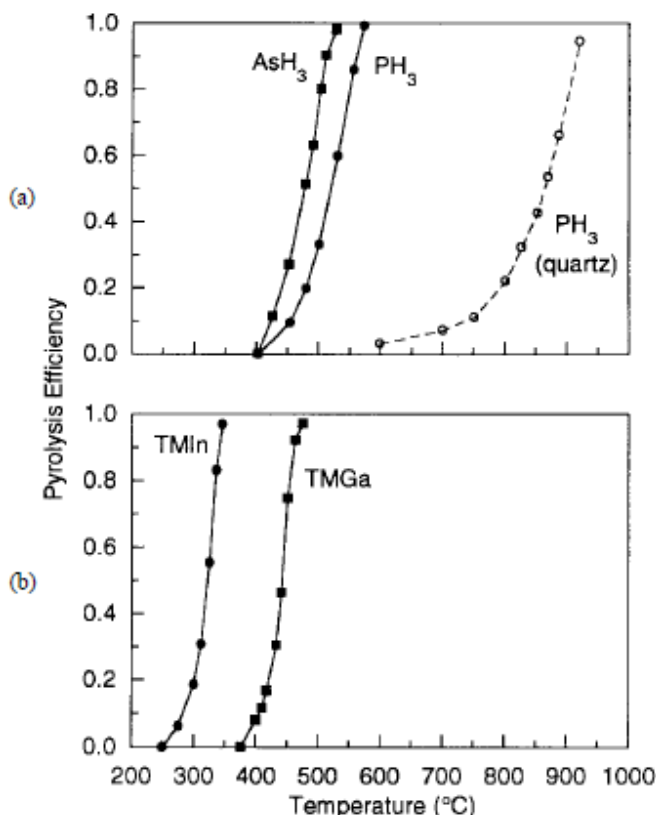 (a)
Pyrolysis Efficiency
1.0
0.8
0.6
0.4
0.2
0.0
AsH3
PH3
PH3
(quartz)
(b)
1.0
0.8
0.6
0.4
0.2
0.0
TMIn
TMGa
200 300 400 500 600 700 800 900 1000
Temperature (°C)